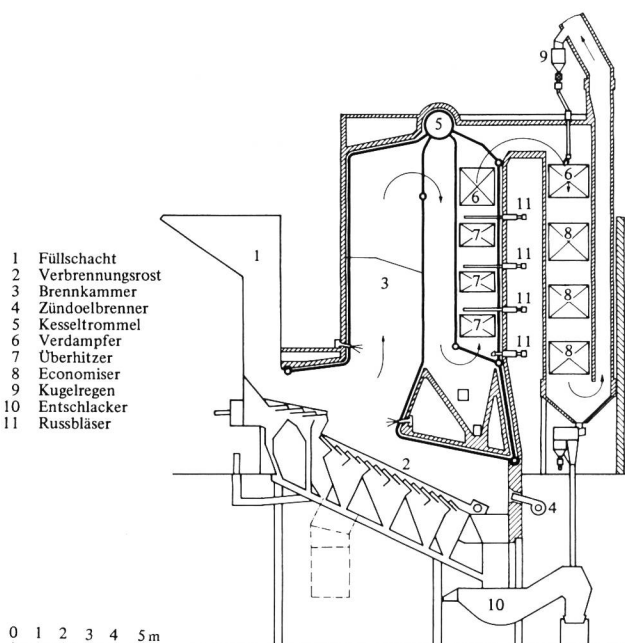 9
5
6
6
11
1
7
8
11
3
7
11
8
7
11
8
2
4
10
1 Füllschacht
2 Verbrennungsrost
3 Brennkammer
4 Zündoelbrenner
5 Kesseltrommel
6 Verdampfer
7 Überhitzer
8 Economiser
9 Kugelregen
10 Entschlacker
11 Russbläser
0 1 2 3 4 5 m